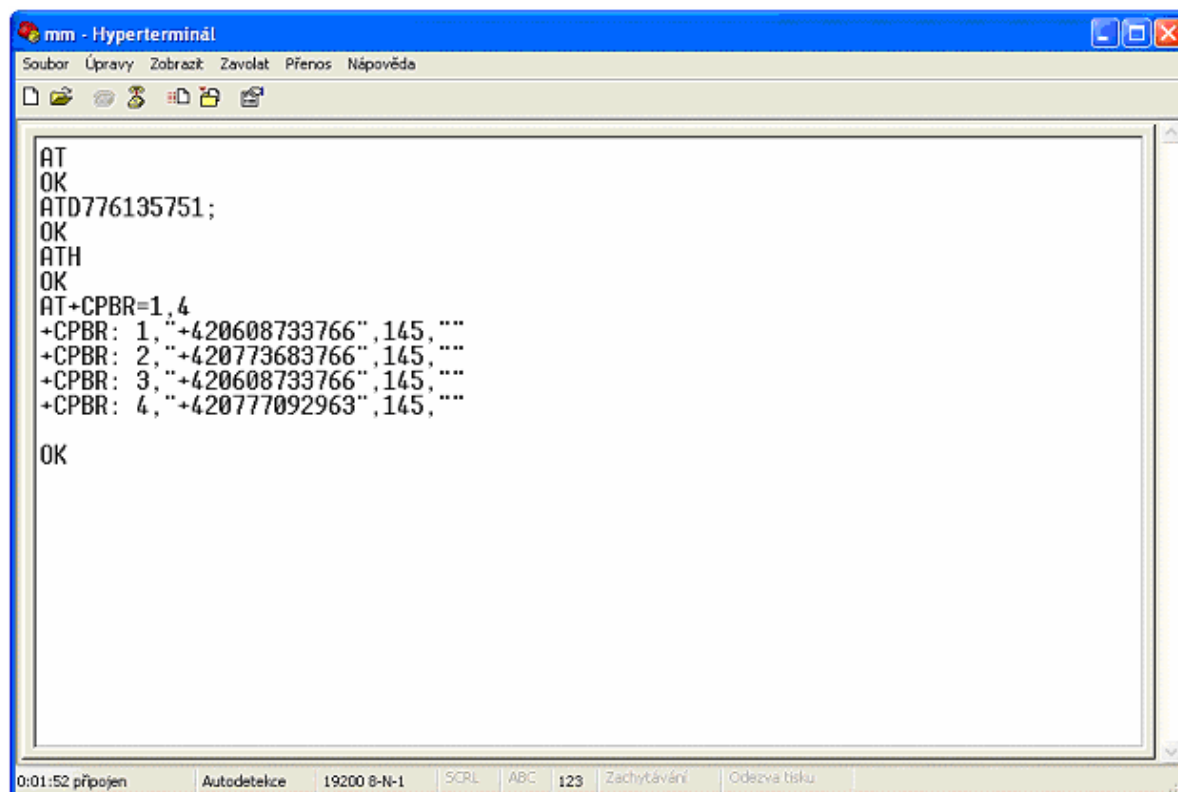 mm - Hyperterminál
Soubor Úpravy Zobrazit Zavolat Přenos Nápověda
AT
OK
ATD776135751;
OK
ATH
OK
AT+CPBR=1,4
+CPBR: 1,"+420608733766",145,""
+CPBR: 2,"+420773683766",145,""
+CPBR: 3,"+420608733766",145,""
+CPBR: 4,"+420777092963",145,""
OK
0:01:52 připojen Autodetekce 19200 8-N-1 SCRL ABC 123 Zachytávání Odezva tisku